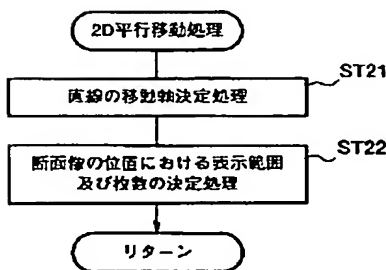 2D平行移動処理
ST21
直線の移動軸決定処理
ST22
断面像の位置における表示範囲
及び枚数の決定処理
リターン